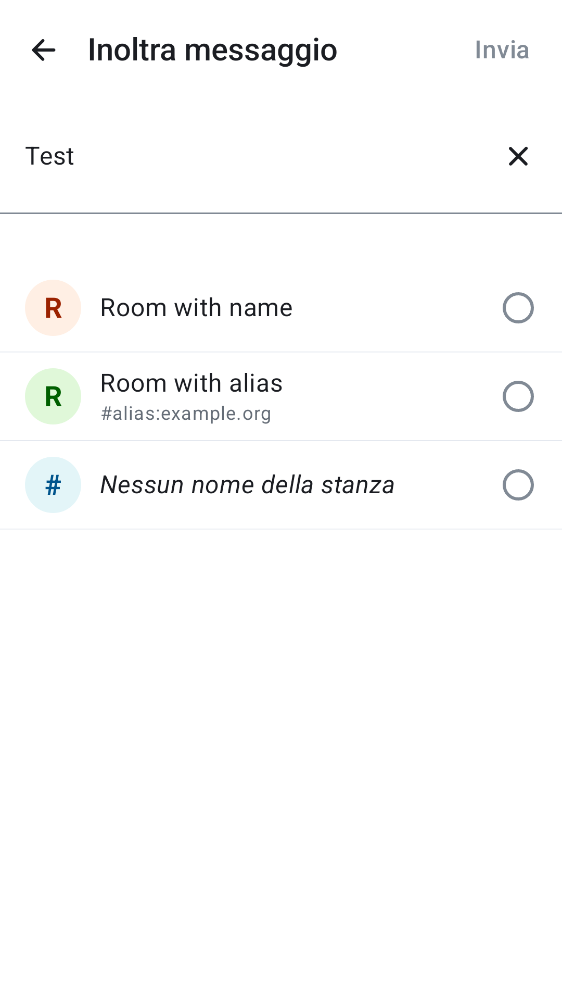 Inoltra messaggio
Invia
Test
R
Room with name
R
Room with alias
#alias:example.org
#
Nessun nome della stanza